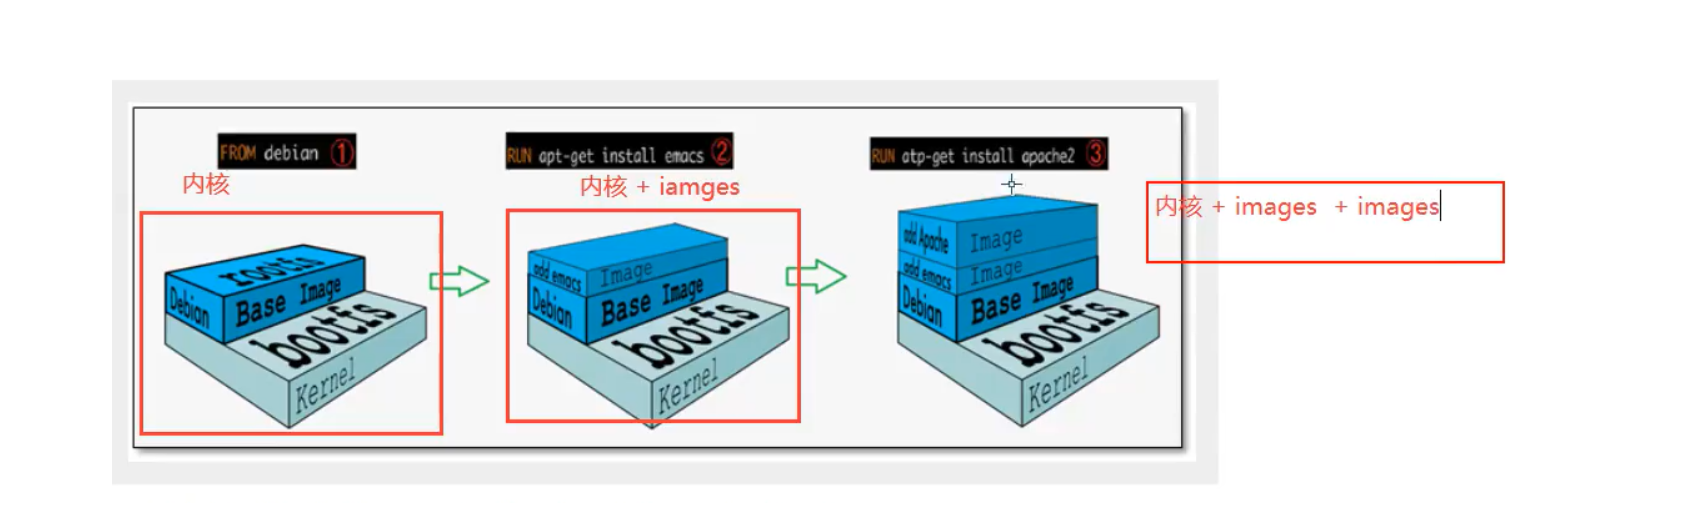 FROM debian ①
内核
rootfs
Debian
Base Image
bootfs
Kernel
RUN apt-get install emacs ②
内核 + iamges
add emacs
Image
Debian
Base Image
bootfs
Kernel
RUN atp-get install apache2 ③
add Apache
Image
add emacs
Image
Debian
Base Image
bootfs
Kernel
内核 + images + images